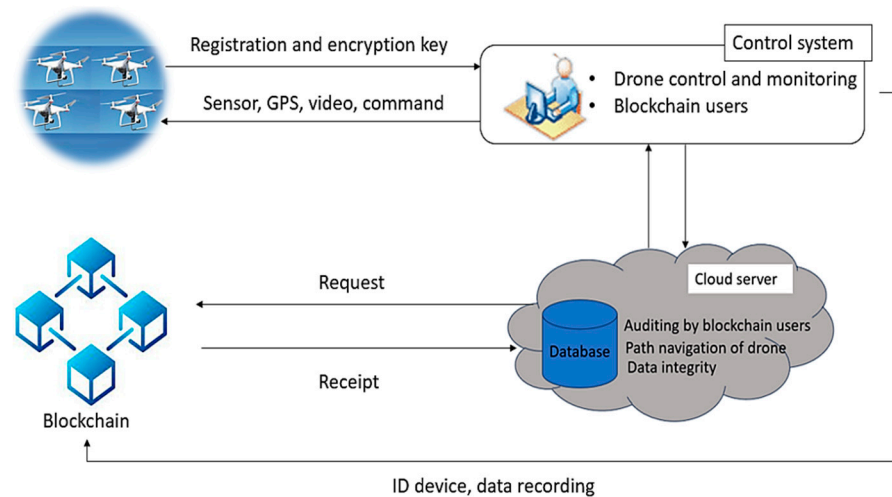 Registration and encryption key
Control system
• Drone control and monitoring
Sensor, GPS, video, command
• Blockchain users
Cloud server
Request
Auditing by blockchain users
Database
Path navigation of drone
Data integrity
Receipt
Blockchain
ID device, data recording